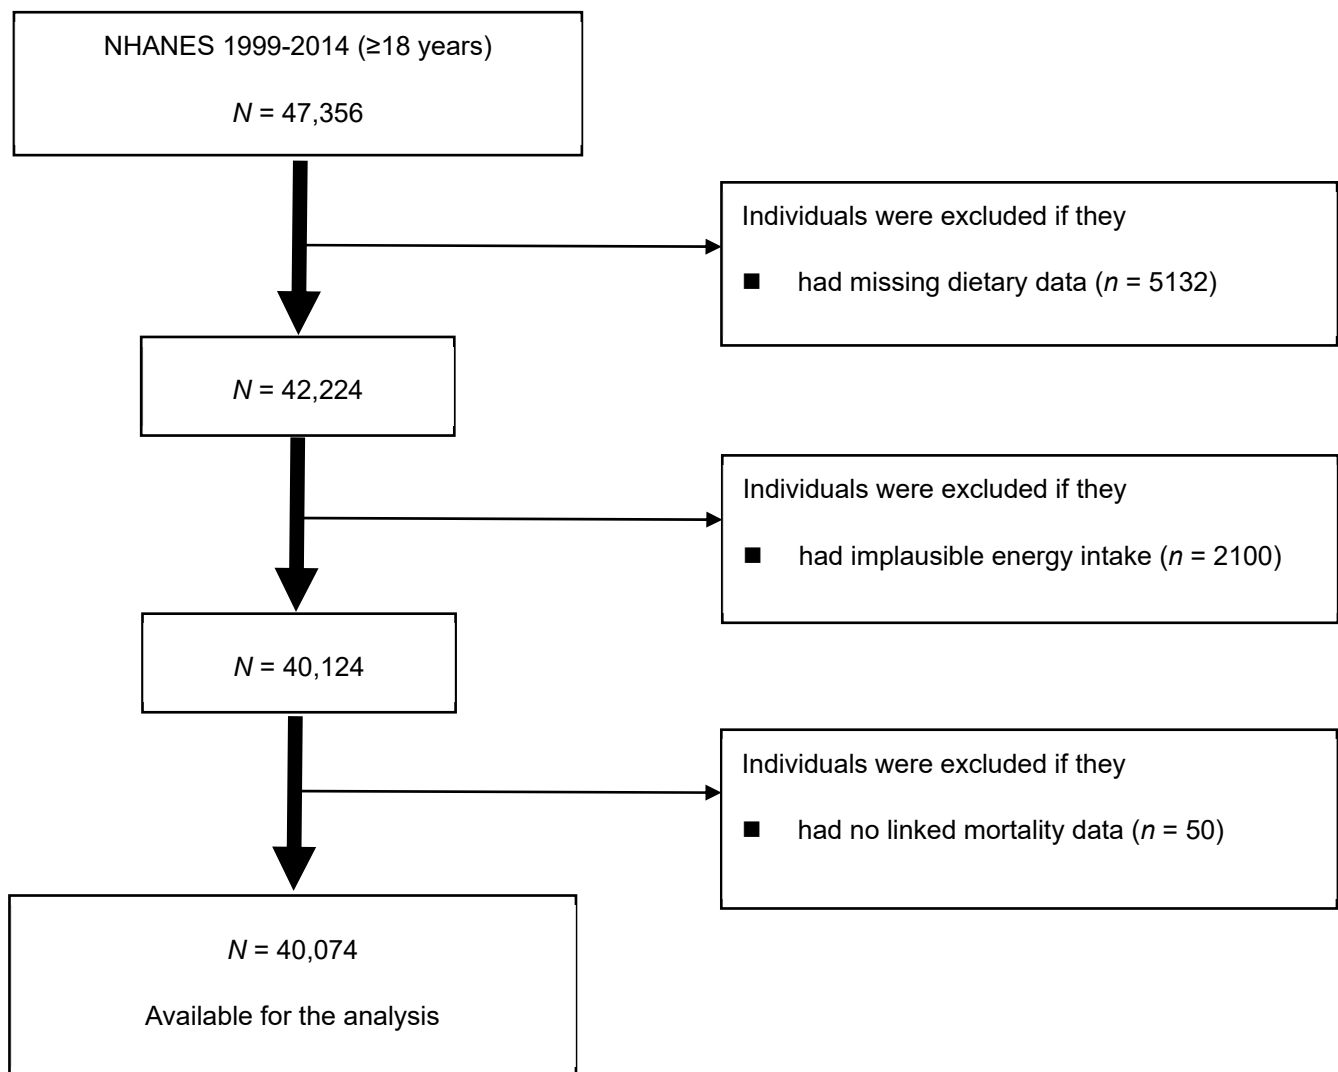 NHANES 1999-2014 (≥18 years)
N = 47,356
Individuals were excluded if they
■ had missing dietary data (n = 5132)
N = 42,224
Individuals were excluded if they
■ had implausible energy intake (n = 2100)
N = 40,124
Individuals were excluded if they
■ had no linked mortality data (n = 50)
N = 40,074
Available for the analysis